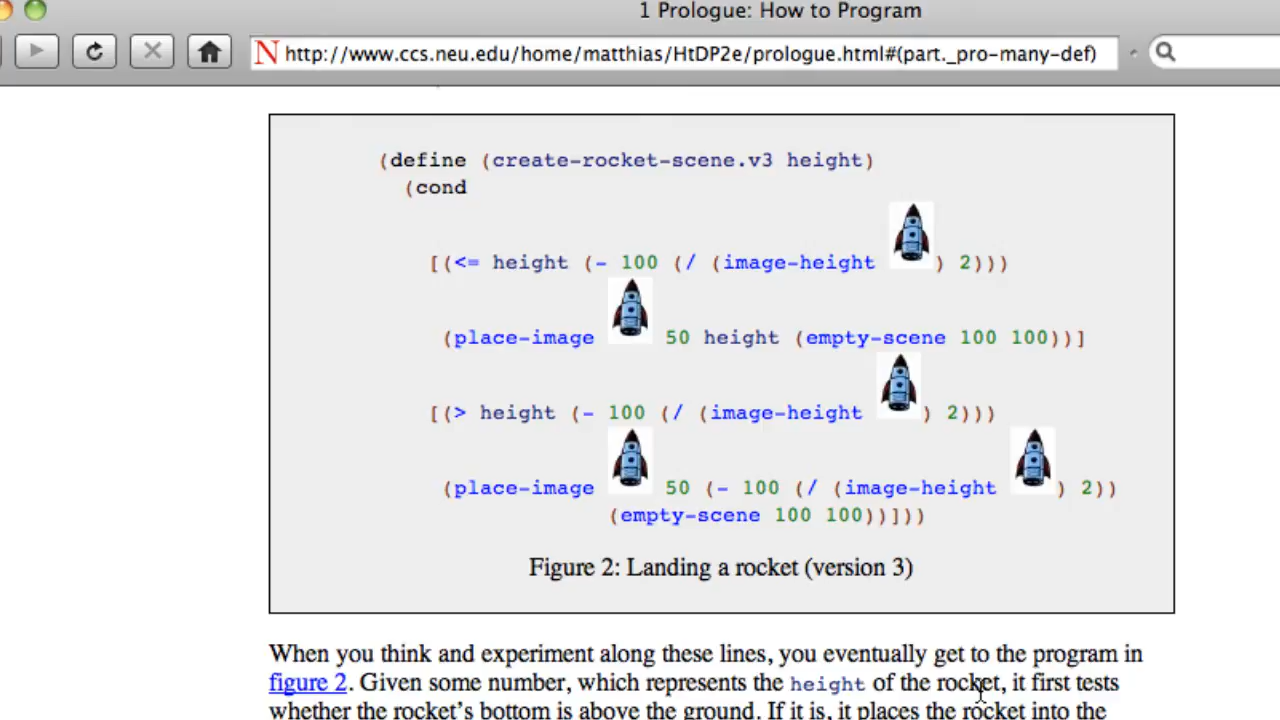 1 Prologue: How to Program
http://www.ccs.neu.edu/home/matthias/HtDP2e/prologue.html#(part._pro-many-def)
(define (create-rocket-scene.v3 height)
(cond
[(<= height (- 100 (/ (image-height ) 2)))
(place-image 50 height (empty-scene 100 100))]
[(> height (- 100 (/ (image-height ) 2)))
(place-image 50 (- 100 (/ (image-height ) 2))
(empty-scene 100 100))]))
Figure 2: Landing a rocket (version 3)
When you think and experiment along these lines, you eventually get to the program in
figure 2. Given some number, which represents the height of the rocket, it first tests
whether the rocket's bottom is above the ground. If it is, it places the rocket into the